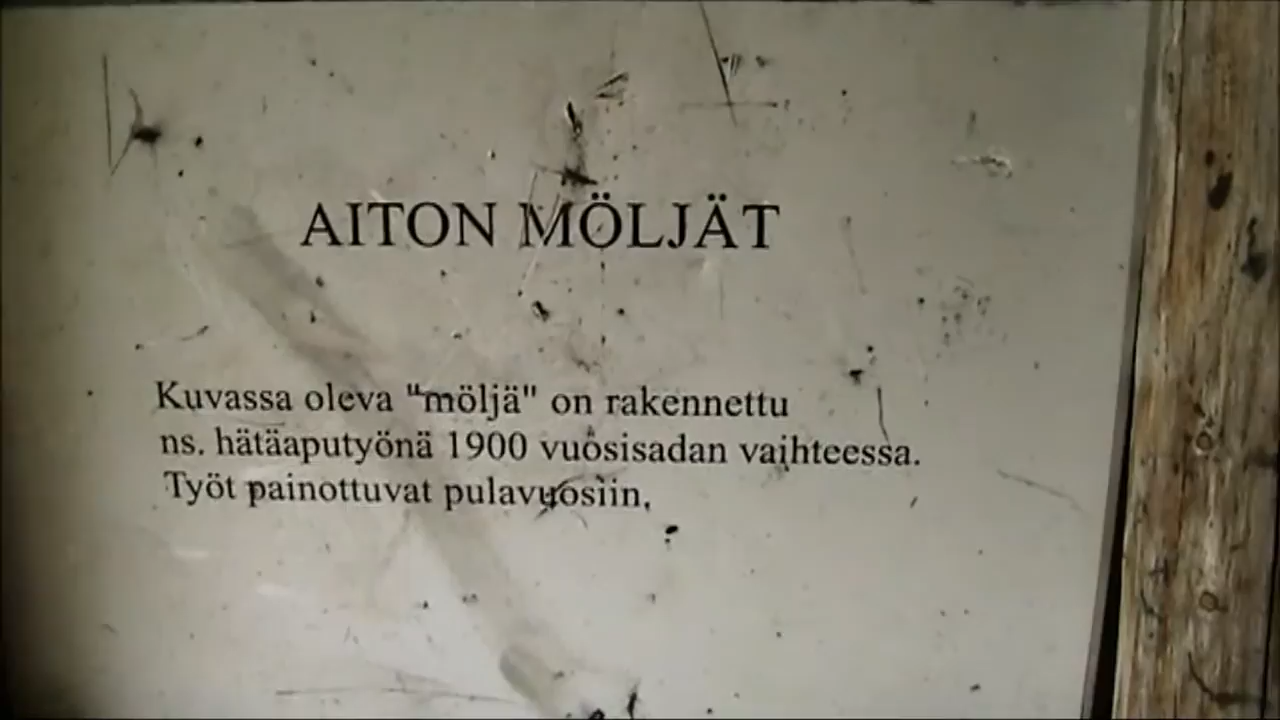 AITON MÖLJÄT
Kuvassa oleva "möljä" on rakennettu
ns. hätäaputyönä 1900 vuosisadan vaihteessa.
Työt painottuvat pulavuosiin.